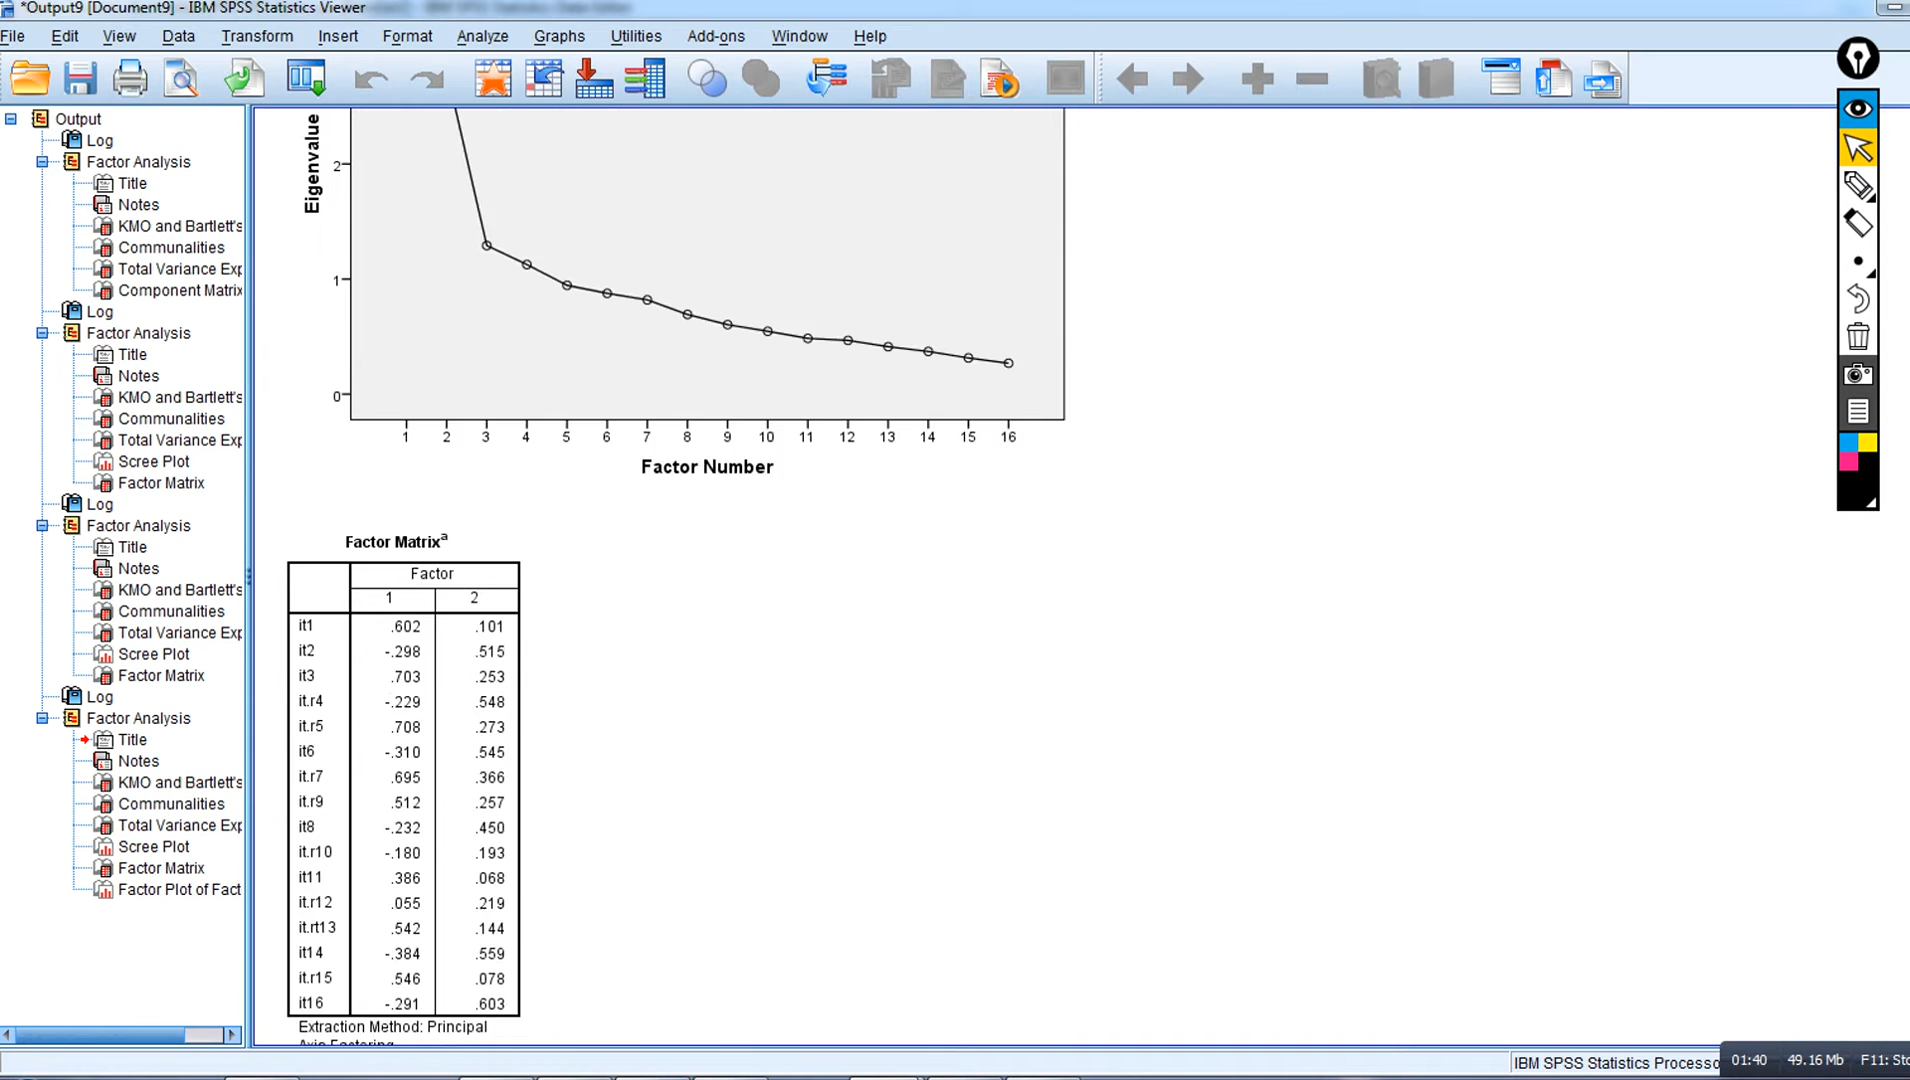 *Output9 [Document9] - IBM SPSS Statistics Viewer
File Edit View Data Transform Insert Format Analyze Graphs Utilities Add-ons Window Help
Output
Log
Factor Analysis
Title
Notes
KMO and Bartlett's
Communalities
Total Variance Exp
Component Matrix
Log
Factor Analysis
Title
Notes
KMO and Bartlett's
Communalities
Total Variance Exp
Scree Plot
Factor Matrix
Log
Factor Analysis
Title
Notes
KMO and Bartlett's
Communalities
Total Variance Exp
Scree Plot
Factor Matrix
Log
Factor Analysis
Title
Notes
KMO and Bartlett's
Communalities
Total Variance Exp
Scree Plot
Factor Matrix
Factor Plot of Fact
Eigenvalue
2
1
0
1 2 3 4 5 6 7 8 9 10 11 12 13 14 15 16
Factor Number
Factor Matrixa
Factor
1 2
it1 .602 .101
it2 -.298 .515
it3 .703 .253
it.r4 -.229 .548
it.r5 .708 .273
it6 -.310 .545
it.r7 .695 .366
it.r9 .512 .257
it8 -.232 .450
it.r10 -.180 .193
it11 .386 .068
it.r12 .055 .219
it.rt13 .542 .144
it14 -.384 .559
it.r15 .546 .078
it16 -.291 .603
Extraction Method: Principal
Axis Factoring.
IBM SPSS Statistics Processo
01:40 49.16 Mb F11: Sto